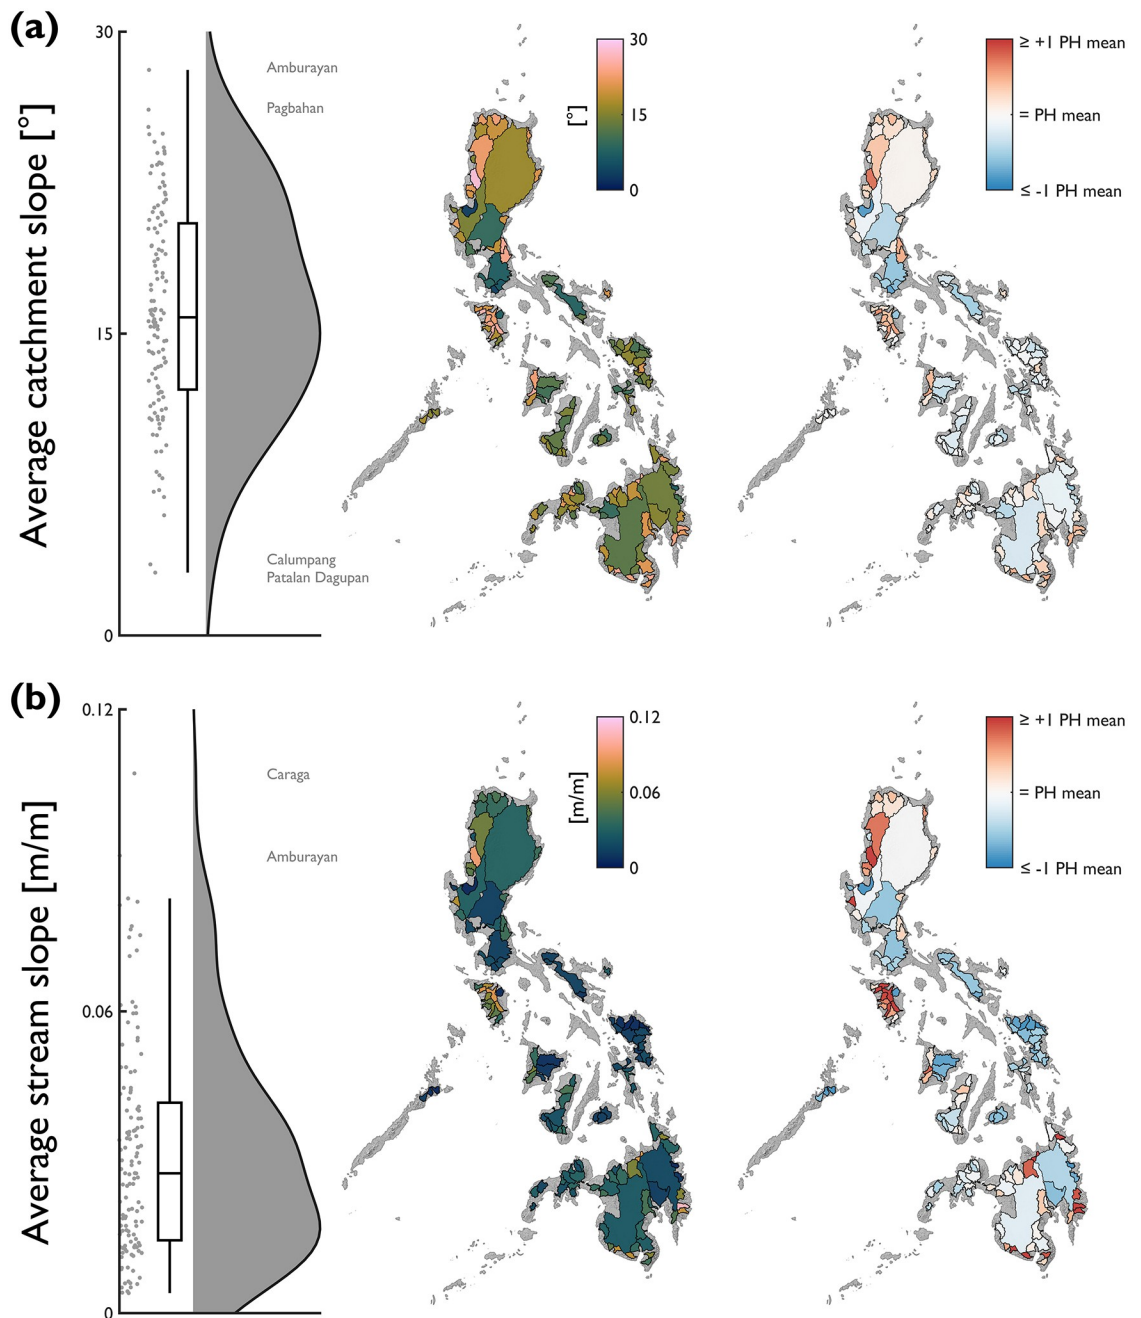 (a)
Average catchment slope [°]
30
15
0
Amburayan
Pagbahan
Calumpang
Patalan Dagupan
[°]
30
15
0
≥ +1 PH mean
= PH mean
≤ -1 PH mean
(b)
Average stream slope [m/m]
0.12
0.06
0
Caraga
Amburayan
[m/m]
0.12
0.06
0
≥ +1 PH mean
= PH mean
≤ -1 PH mean